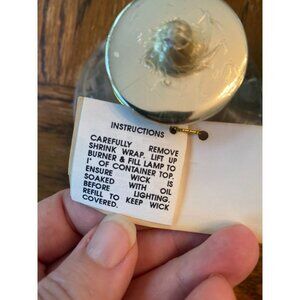 INSTRUCTIONS
CAREFULLY REMOVE
SHRINK WRAP. LIFT UP
BURNER & FILL LAMP TO
1" OF CONTAINER TOP.
ENSURE WICK IS
SOAKED WITH OIL
BEFORE LIGHTING.
REFILL TO KEEP WICK
COVERED.